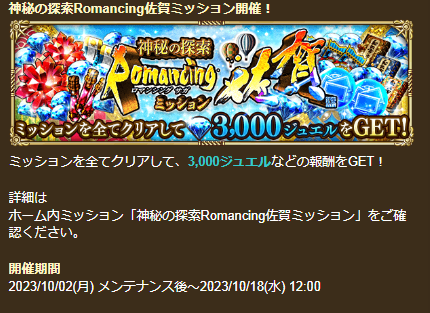 神秘の探索Romancing佐賀ミッション開催！
神秘の探索
Romancing 佐賀
ロマンシング サガ
ミッション
ミッションを全てクリアして3,000ジュエルをGET!
ミッションを全てクリアして、3,000ジュエルなどの報酬をGET！
詳細は
ホーム内ミッション「神秘の探索Romancing佐賀ミッション」をご確
認ください。
開催期間
2023/10/02(月) メンテナンス後～2023/10/18(水) 12:00